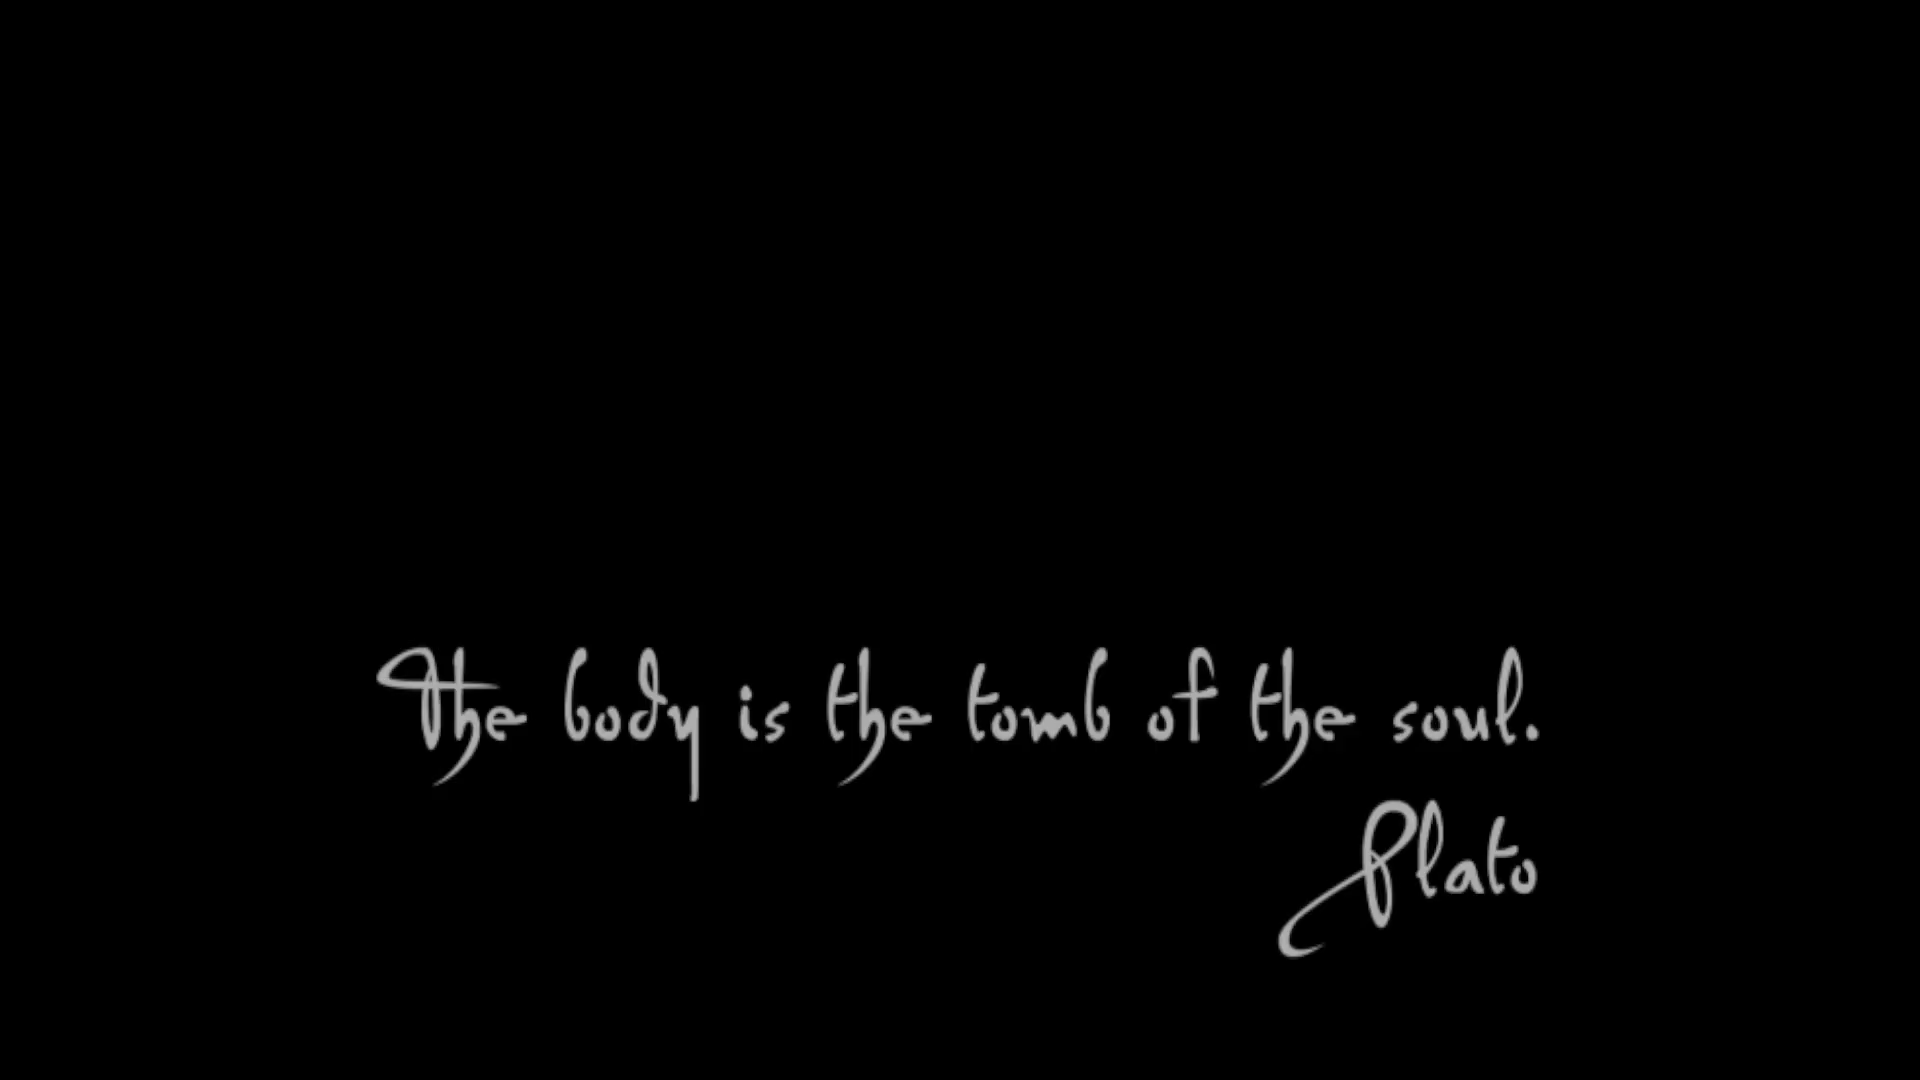 The body is the tomb of the soul.
Plato